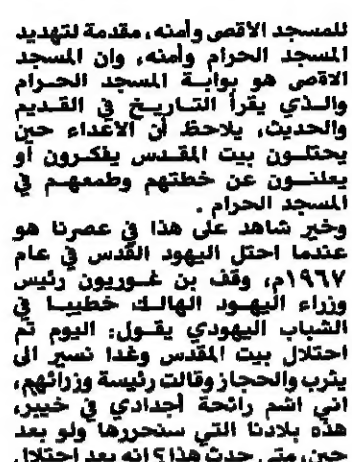 للمسجد الأقصى وأمنه، مقدمة لتهديد
المسجد الحرام وأمنه، وان المسجد
الاقصى هو بوابة المسجد الحرام
والذي يقرأ التاريخ في القديم
والحديث، يلاحظ أن الأعداء حين
يحتلون بيت المقدس يفكرون أو
يعلنون عن خطتهم وطمعهم في
المسجد الحرام .
وخير شاهد على هذا في عصرنا هو
عندما احتل اليهود القدس في عام
١٩٦٧م، وقف بن غوريون رئيس
وزراء اليهود الهالك خطيبا في
الشباب اليهودي يقول: اليوم تم
احتلال بيت المقدس وغدا نسير الى
يثرب والحجاز وقالت رئيسة وزرائهم،
اني اشم رائحة أجدادي في خيبر،
هذه بلادنا التي سنحررها ولو بعد
حين، متى حدث هذا؟ إنه بعد احتلال